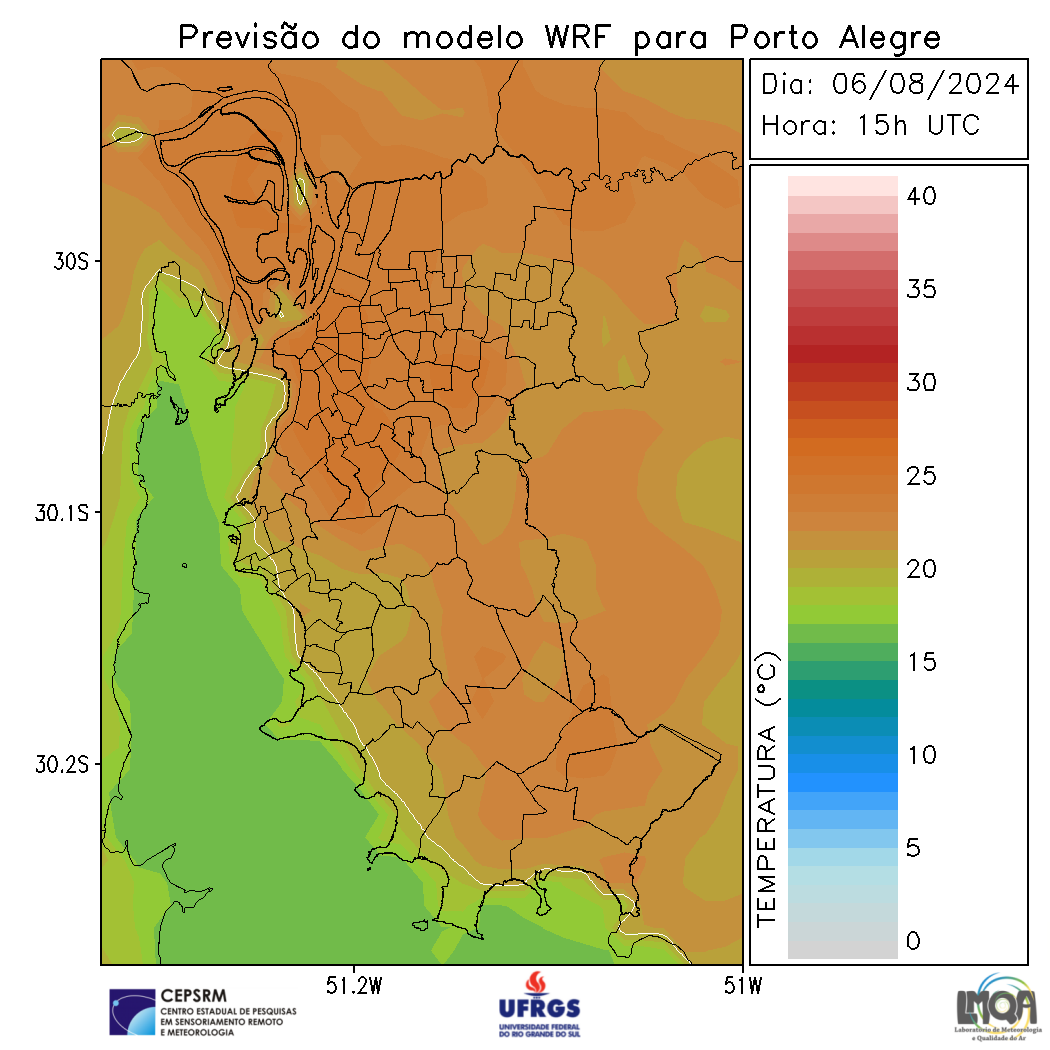 Previsão do modelo WRF para Porto Alegre
Dia: 06/08/2024
Hora: 15h UTC
40
35
30
25
20
15
10
5
0
TEMPERATURA (°C)
30S
30.1S
30.2S
51.2W
51W
CEPSRM
CENTRO ESTADUAL DE PESQUISAS
EM SENSORIAMENTO REMOTO
E METEOROLOGIA
UFRGS
UNIVERSIDADE FEDERAL
DO RIO GRANDE DO SUL
LMQA
Laboratório de Meteorologia
e Qualidade do Ar